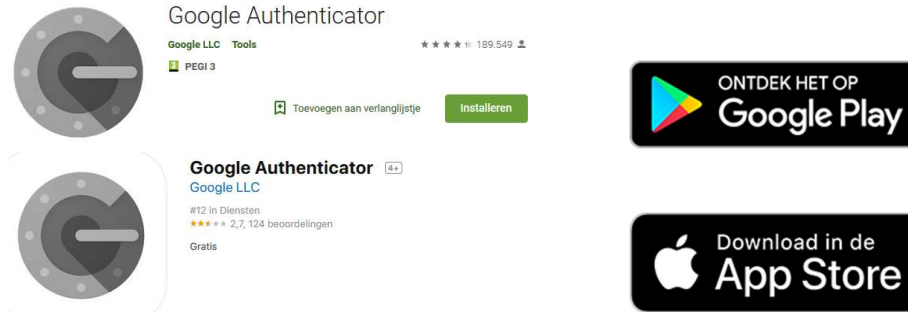 Google Authenticator
Google LLC Tools
189.549
3 PEGI 3
Toevoegen aan verlanglijstje
Installeren
ONTDEK HET OP
Google Play
Google Authenticator 4+
Google LLC
#12 in Diensten
2,7, 124 beoordelingen
Gratis
Download in de
App Store